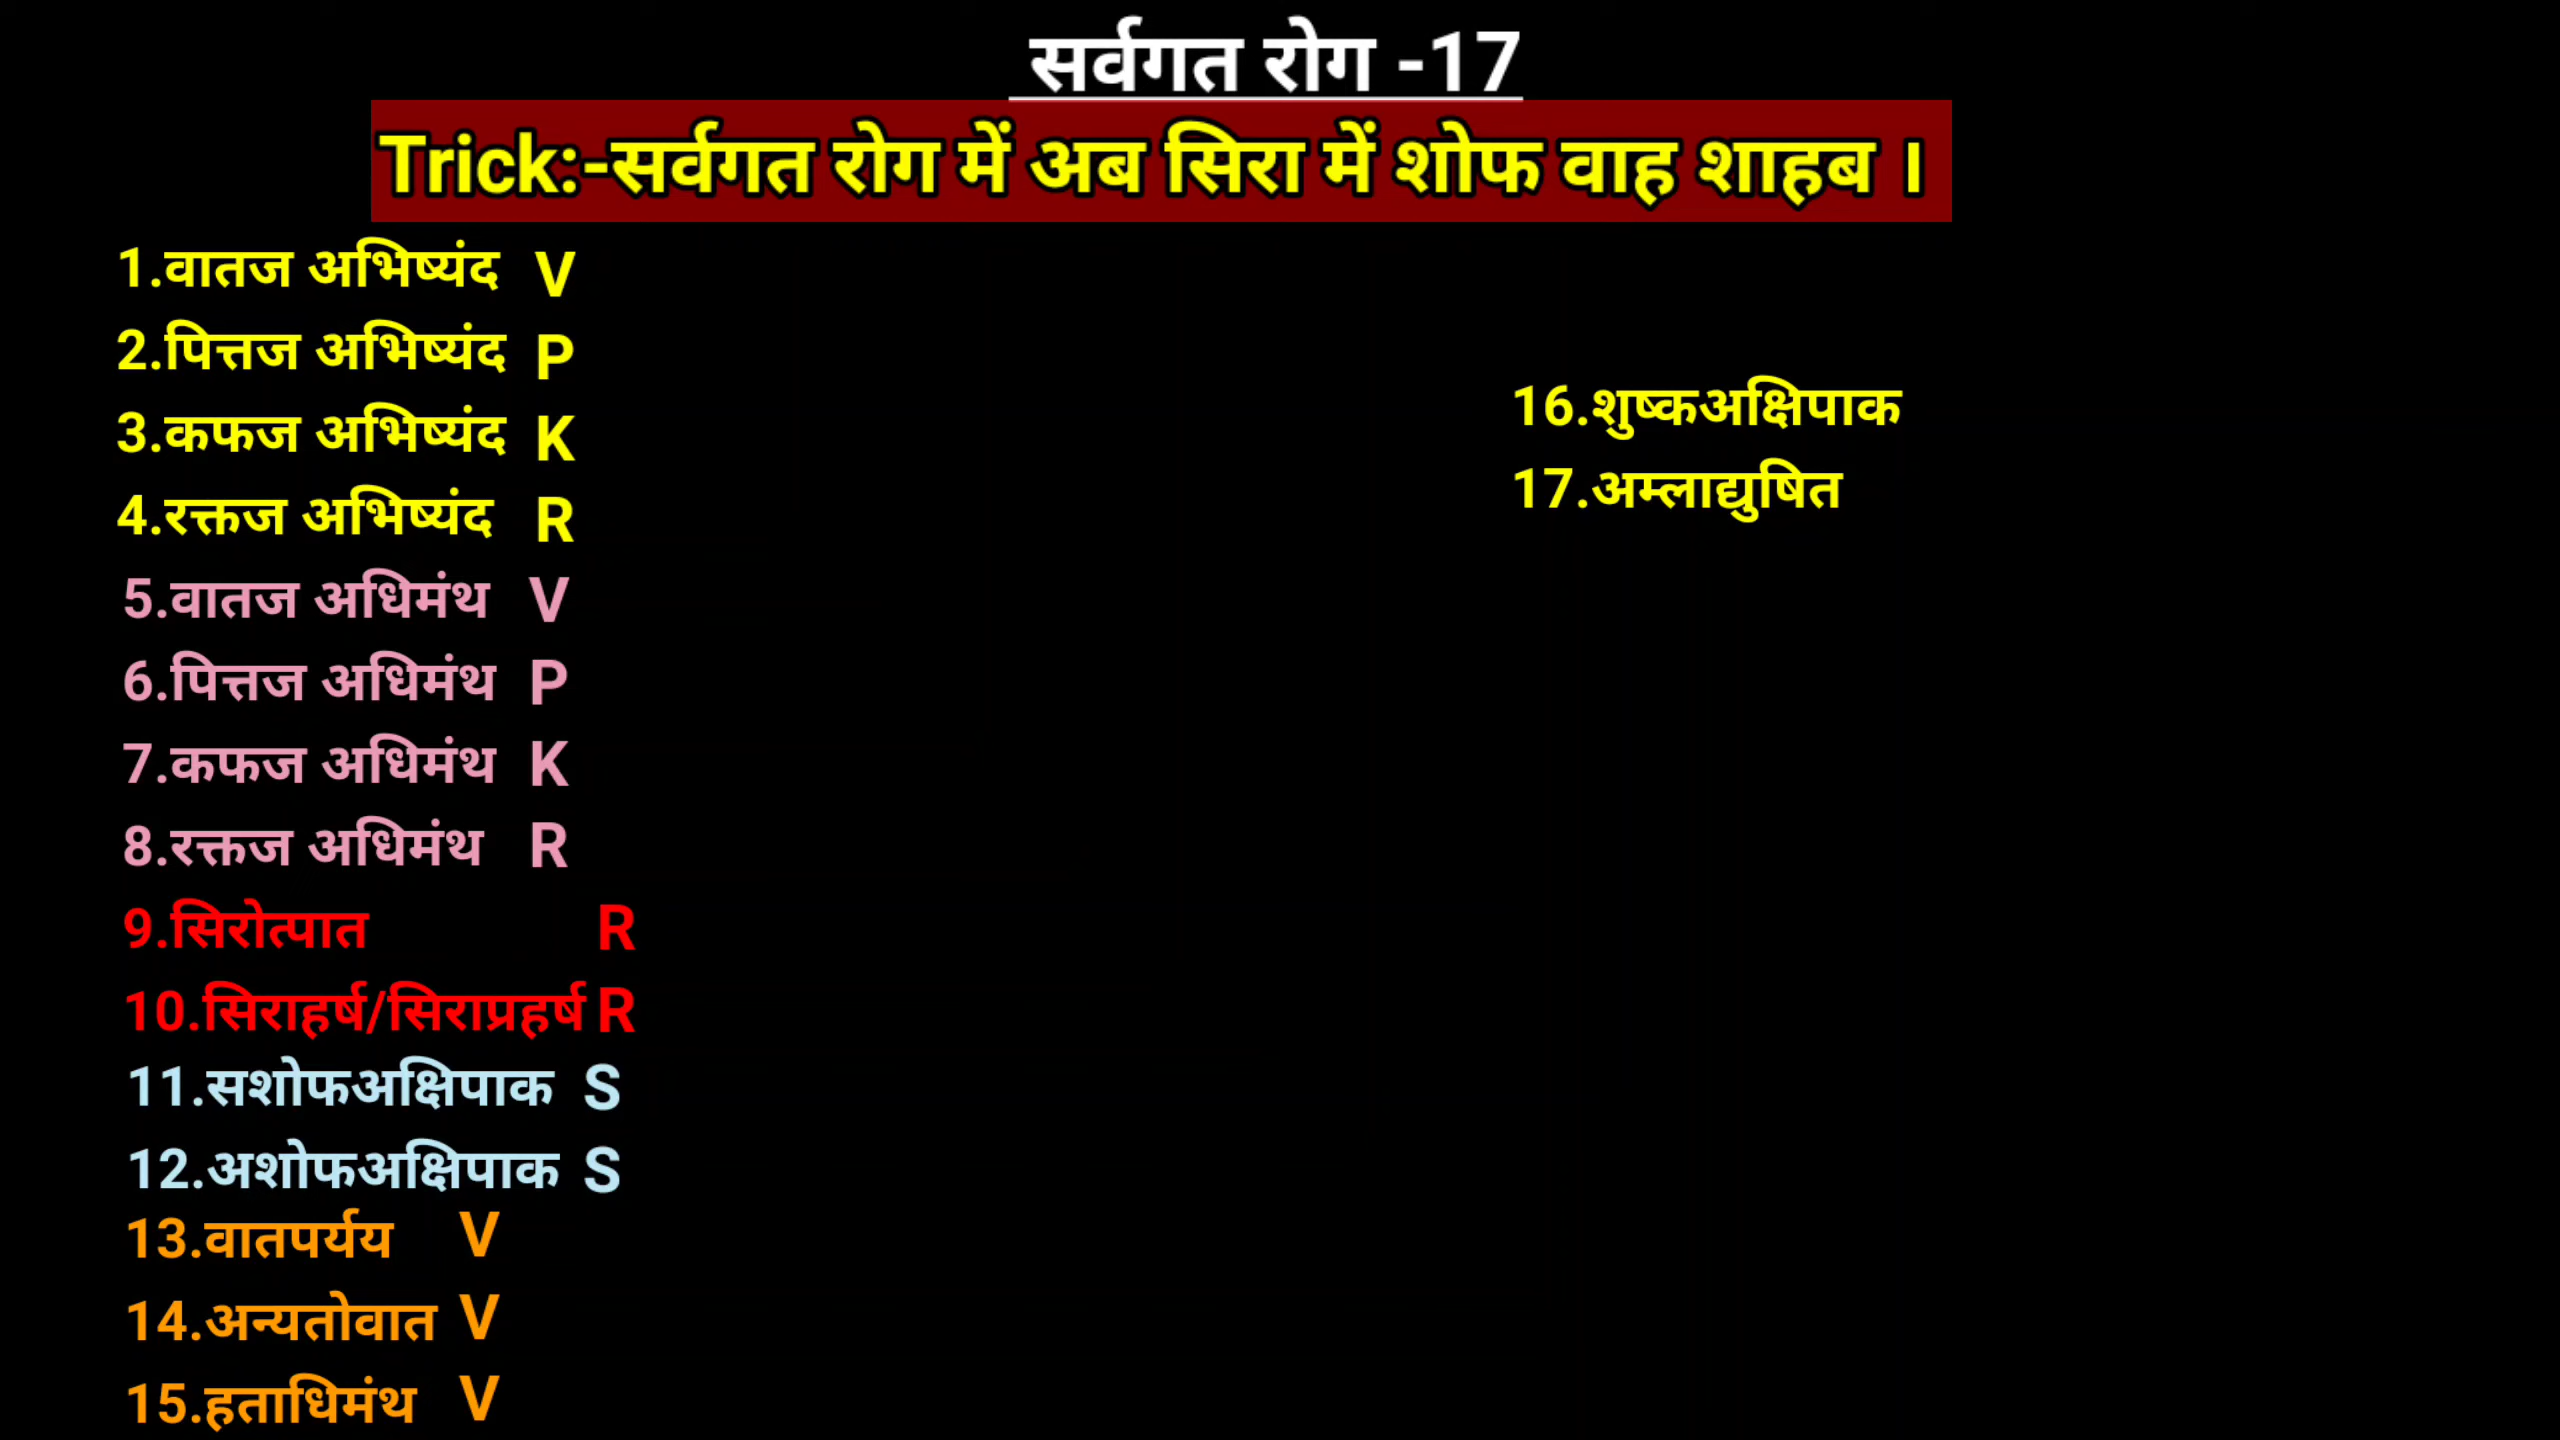 सर्वगत रोग -17
Trick:-सर्वगत रोग में अब सिरा में शोफ वाह शाहब ।
1.वातज अभिष्यंद V
2.पित्तज अभिष्यंद P
3.कफज अभिष्यंद K
4.रक्तज अभिष्यंद R
5.वातज अधिमंथ V
6.पित्तज अधिमंथ P
7.कफज अधिमंथ K
8.रक्तज अधिमंथ R
9.सिरोत्पात R
10.सिराहर्ष/सिराप्रहर्ष R
11.सशोफअक्षिपाक S
12.अशोफअक्षिपाक S
13.वातपर्यय V
14.अन्यतोवात V
15.हताधिमंथ V
16.शुष्कअक्षिपाक
17.अम्लाद्युषित